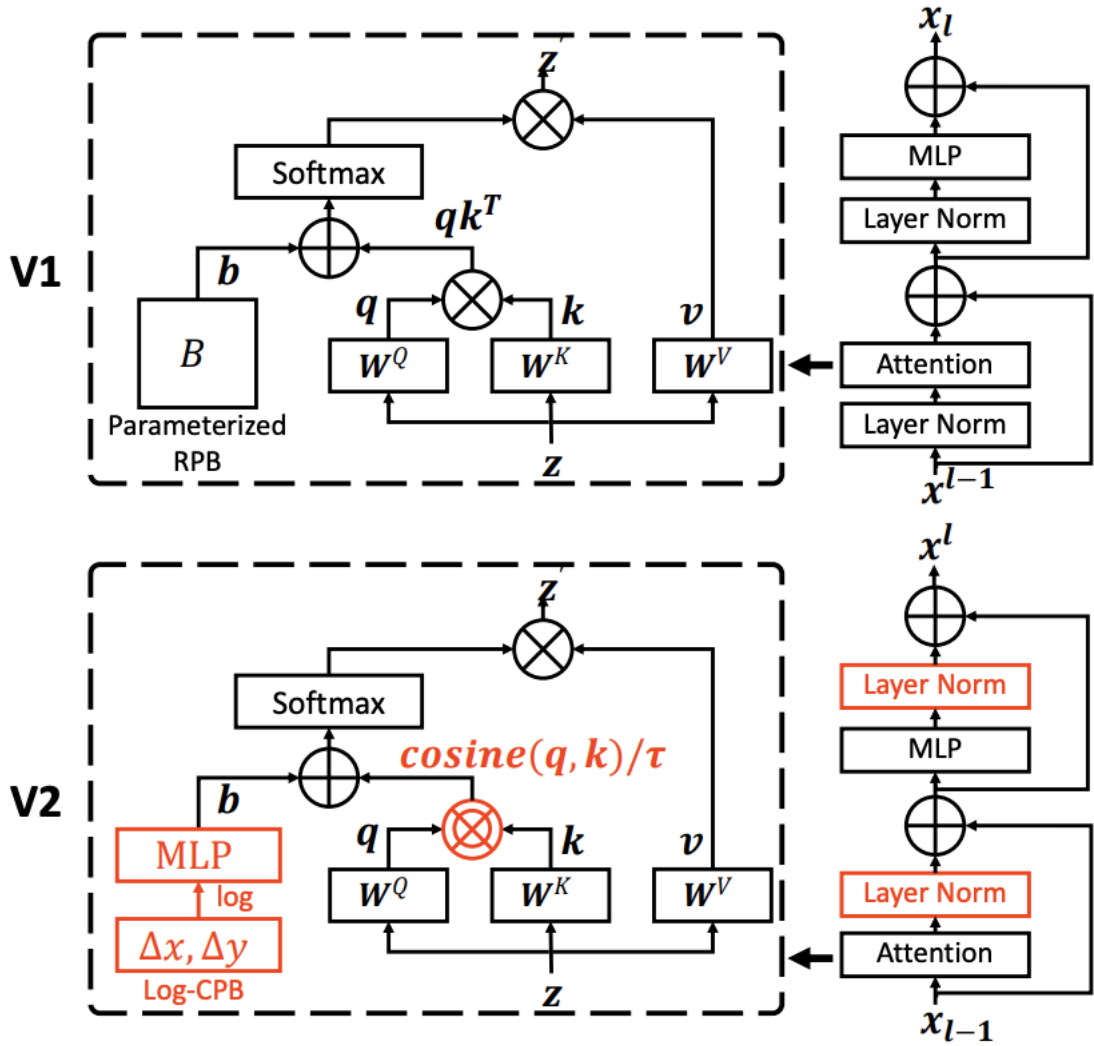 V1
z′
Softmax
qkᵀ
b
q
k
v
B
W^Q
W^K
W^V
Parameterized
RPB
z
x_l
MLP
Layer Norm
Attention
Layer Norm
x^{l−1}
V2
z′
Softmax
cosine(q, k)/τ
b
q
k
v
MLP
log
W^Q
W^K
W^V
Δx, Δy
Log-CPB
z
x^l
Layer Norm
MLP
Layer Norm
Attention
x_{l−1}